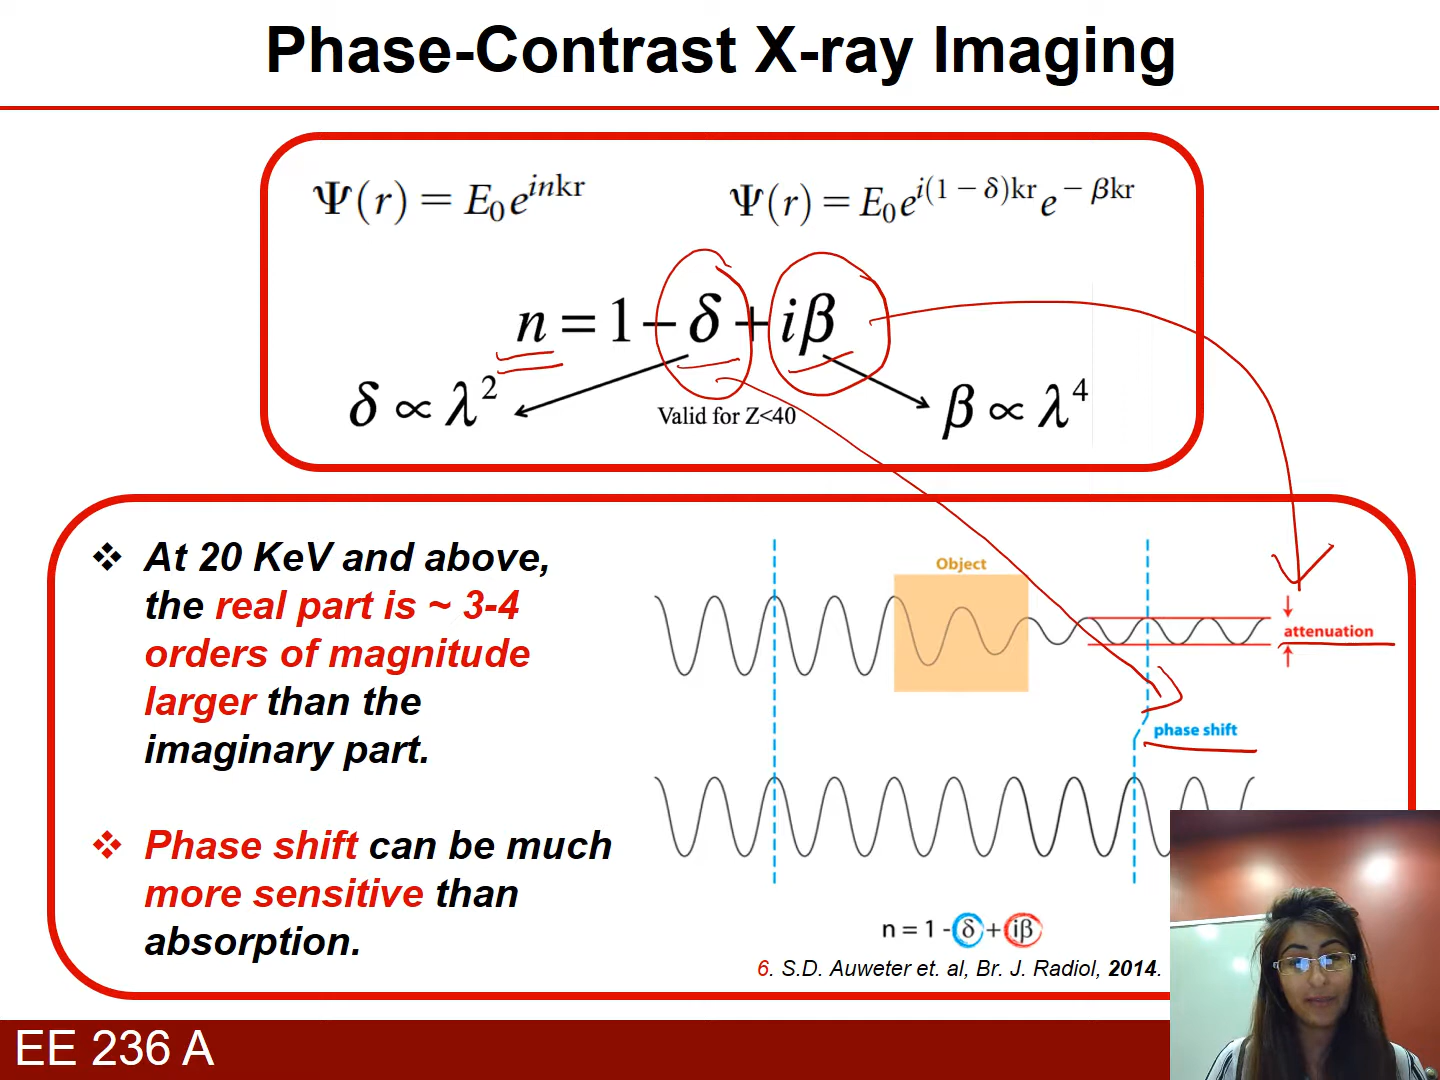 Phase-Contrast X-ray Imaging
Ψ(r) = E₀e^{inkr}
Ψ(r) = E₀e^{i(1 − δ)kr}e^{− βkr}
n = 1 − δ + iβ
δ ∝ λ²
Valid for Z<40
β ∝ λ⁴
❖ At 20 KeV and above,
the real part is ~ 3-4
orders of magnitude
larger than the
imaginary part.
❖ Phase shift can be much
more sensitive than
absorption.
Object
attenuation
phase shift
n = 1 - δ + iβ
6. S.D. Auweter et. al, Br. J. Radiol, 2014.
EE 236 A